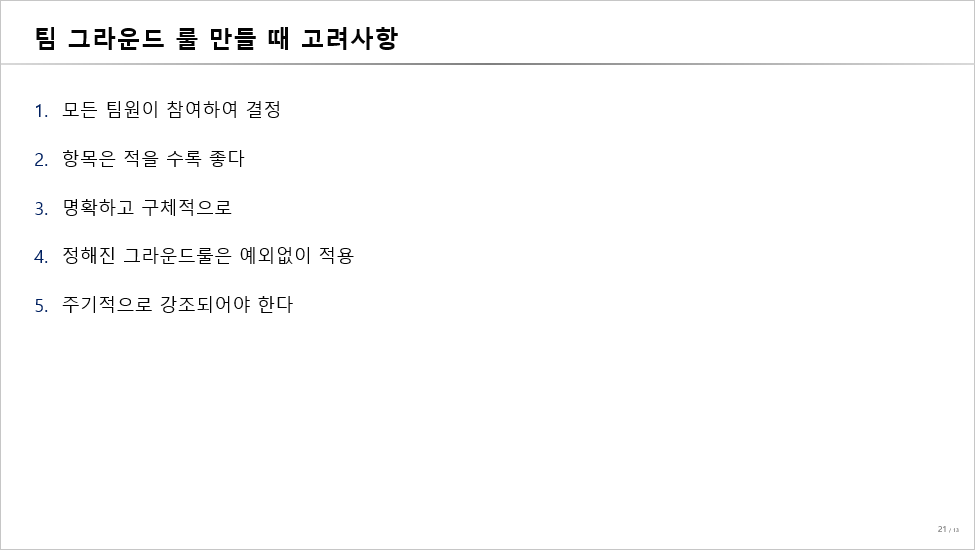 팀 그라운드 룰 만들 때 고려사항
1. 모든 팀원이 참여하여 결정
2. 항목은 적을 수록 좋다
3. 명확하고 구체적으로
4. 정해진 그라운드룰은 예외없이 적용
5. 주기적으로 강조되어야 한다
21 / 18